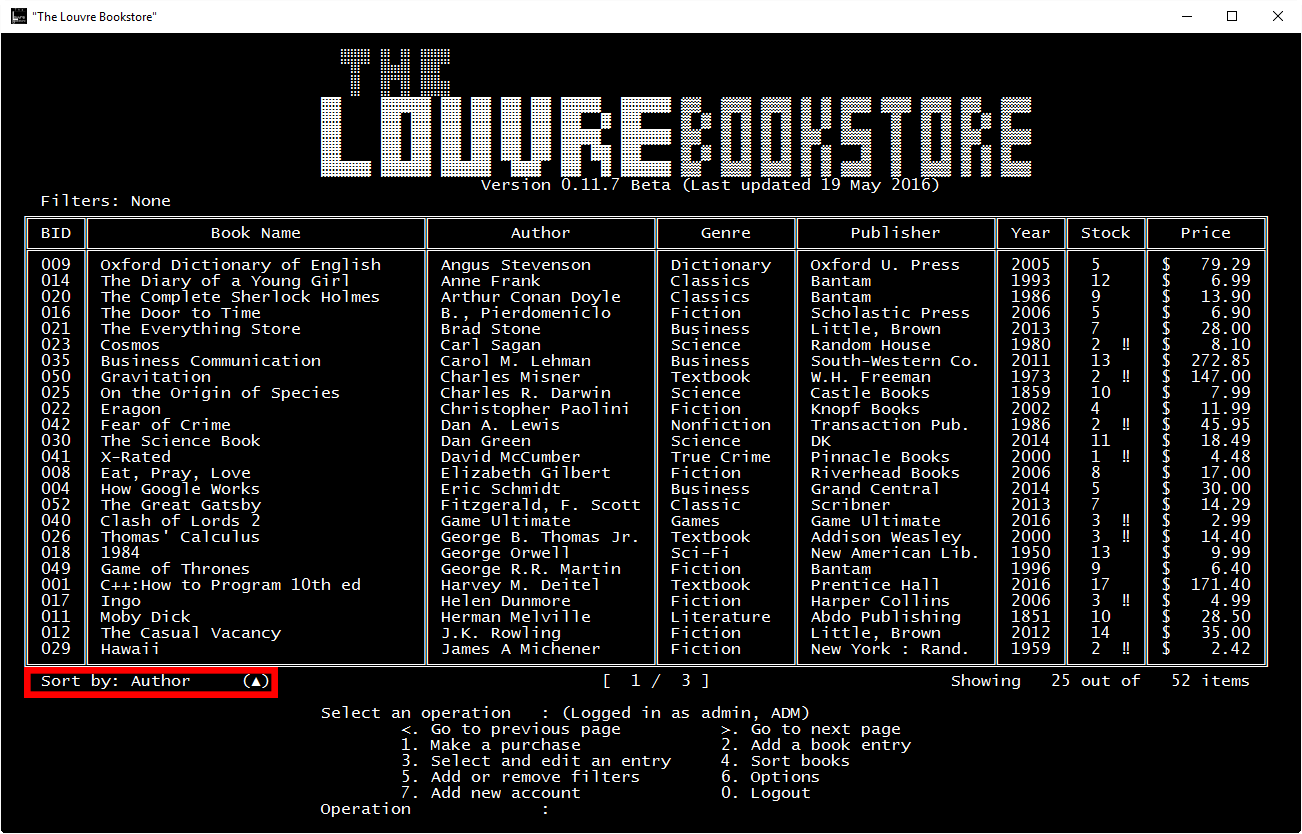 "The Louvre Bookstore"
THE
LOUVRE BOOKSTORE
Version 0.11.7 Beta (Last updated 19 May 2016)
Filters: None
BID Book Name Author Genre Publisher Year Stock Price
009 Oxford Dictionary of English Angus Stevenson Dictionary Oxford U. Press 2005 5 $ 79.29
014 The Diary of a Young Girl Anne Frank Classics Bantam 1993 12 $ 6.99
020 The Complete Sherlock Holmes Arthur Conan Doyle Classics Bantam 1986 9 $ 13.90
016 The Door to Time B., Pierdomeniclo Fiction Scholastic Press 2006 5 $ 6.90
021 The Everything Store Brad Stone Business Little, Brown 2013 7 $ 28.00
023 Cosmos Carl Sagan Science Random House 1980 2 ‼ $ 8.10
035 Business Communication Carol M. Lehman Business South-Western Co. 2011 13 $ 272.85
050 Gravitation Charles Misner Textbook W.H. Freeman 1973 2 ‼ $ 147.00
025 On the Origin of Species Charles R. Darwin Science Castle Books 1859 10 $ 7.99
022 Eragon Christopher Paolini Fiction Knopf Books 2002 4 $ 11.99
042 Fear of Crime Dan A. Lewis Nonfiction Transaction Pub. 1986 2 ‼ $ 45.95
030 The Science Book Dan Green Science DK 2014 11 $ 18.49
041 X-Rated David McCumber True Crime Pinnacle Books 2000 1 ‼ $ 4.48
008 Eat, Pray, Love Elizabeth Gilbert Fiction Riverhead Books 2006 8 $ 17.00
004 How Google Works Eric Schmidt Business Grand Central 2014 5 $ 30.00
052 The Great Gatsby Fitzgerald, F. Scott Classic Scribner 2013 7 $ 14.29
040 Clash of Lords 2 Game Ultimate Games Game Ultimate 2016 3 ‼ $ 2.99
026 Thomas' Calculus George B. Thomas Jr. Textbook Addison Weasley 2000 3 ‼ $ 14.40
018 1984 George Orwell Sci-Fi New American Lib. 1950 13 $ 9.99
049 Game of Thrones George R.R. Martin Fiction Bantam 1996 9 $ 6.40
001 C++:How to Program 10th ed Harvey M. Deitel Textbook Prentice Hall 2016 17 $ 171.40
017 Ingo Helen Dunmore Fiction Harper Collins 2006 3 ‼ $ 4.99
011 Moby Dick Herman Melville Literature Abdo Publishing 1851 10 $ 28.50
012 The Casual Vacancy J.K. Rowling Fiction Little, Brown 2012 14 $ 35.00
029 Hawaii James A Michener Fiction New York : Rand. 1959 2 ‼ $ 2.42
Sort by: Author (▲) [ 1 / 3 ] Showing 25 out of 52 items
Select an operation : (Logged in as admin, ADM)
<. Go to previous page >. Go to next page
1. Make a purchase 2. Add a book entry
3. Select and edit an entry 4. Sort books
5. Add or remove filters 6. Options
7. Add new account 0. Logout
Operation :